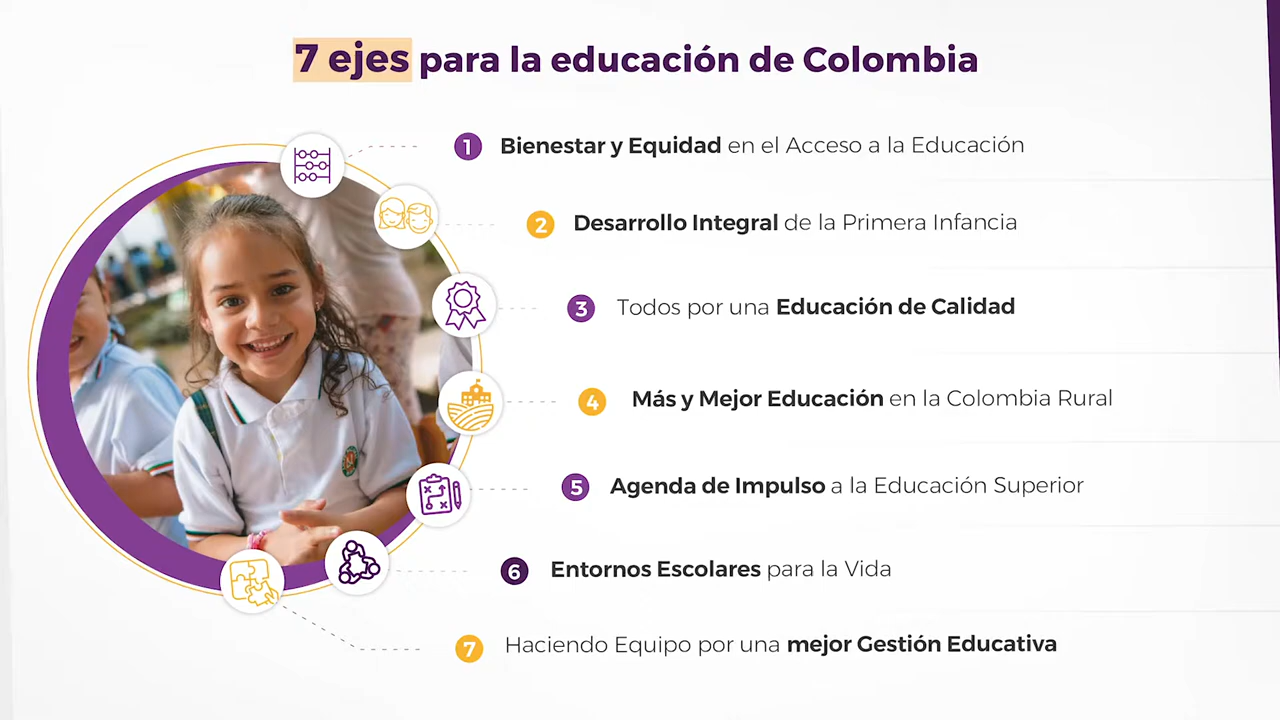 7 ejes para la educación de Colombia
1 Bienestar y Equidad en el Acceso a la Educación
2 Desarrollo Integral de la Primera Infancia
3 Todos por una Educación de Calidad
4 Más y Mejor Educación en la Colombia Rural
5 Agenda de Impulso a la Educación Superior
6 Entornos Escolares para la Vida
7 Haciendo Equipo por una mejor Gestión Educativa